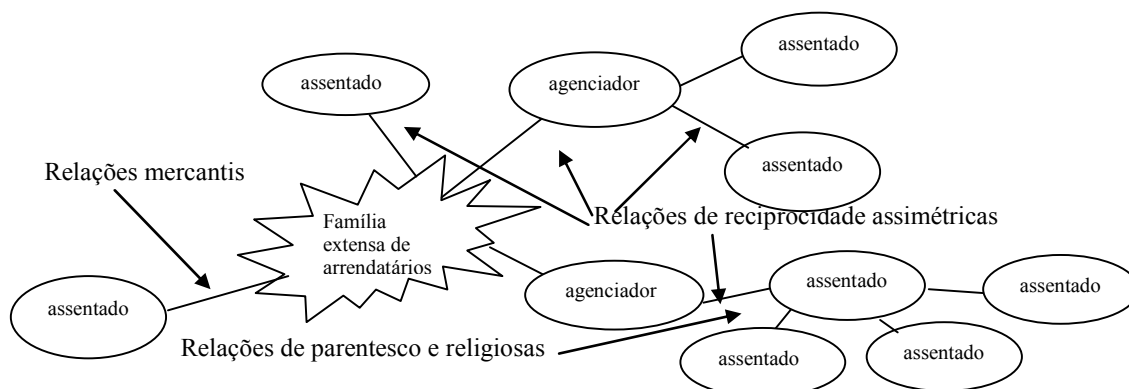 assentado
assentado
agenciador
assentado
Relações mercantis
Família
extensa de
arrendatários
Relações de reciprocidade assimétricas
assentado
agenciador
assentado
assentado
Relações de parentesco e religiosas
assentado
assentado